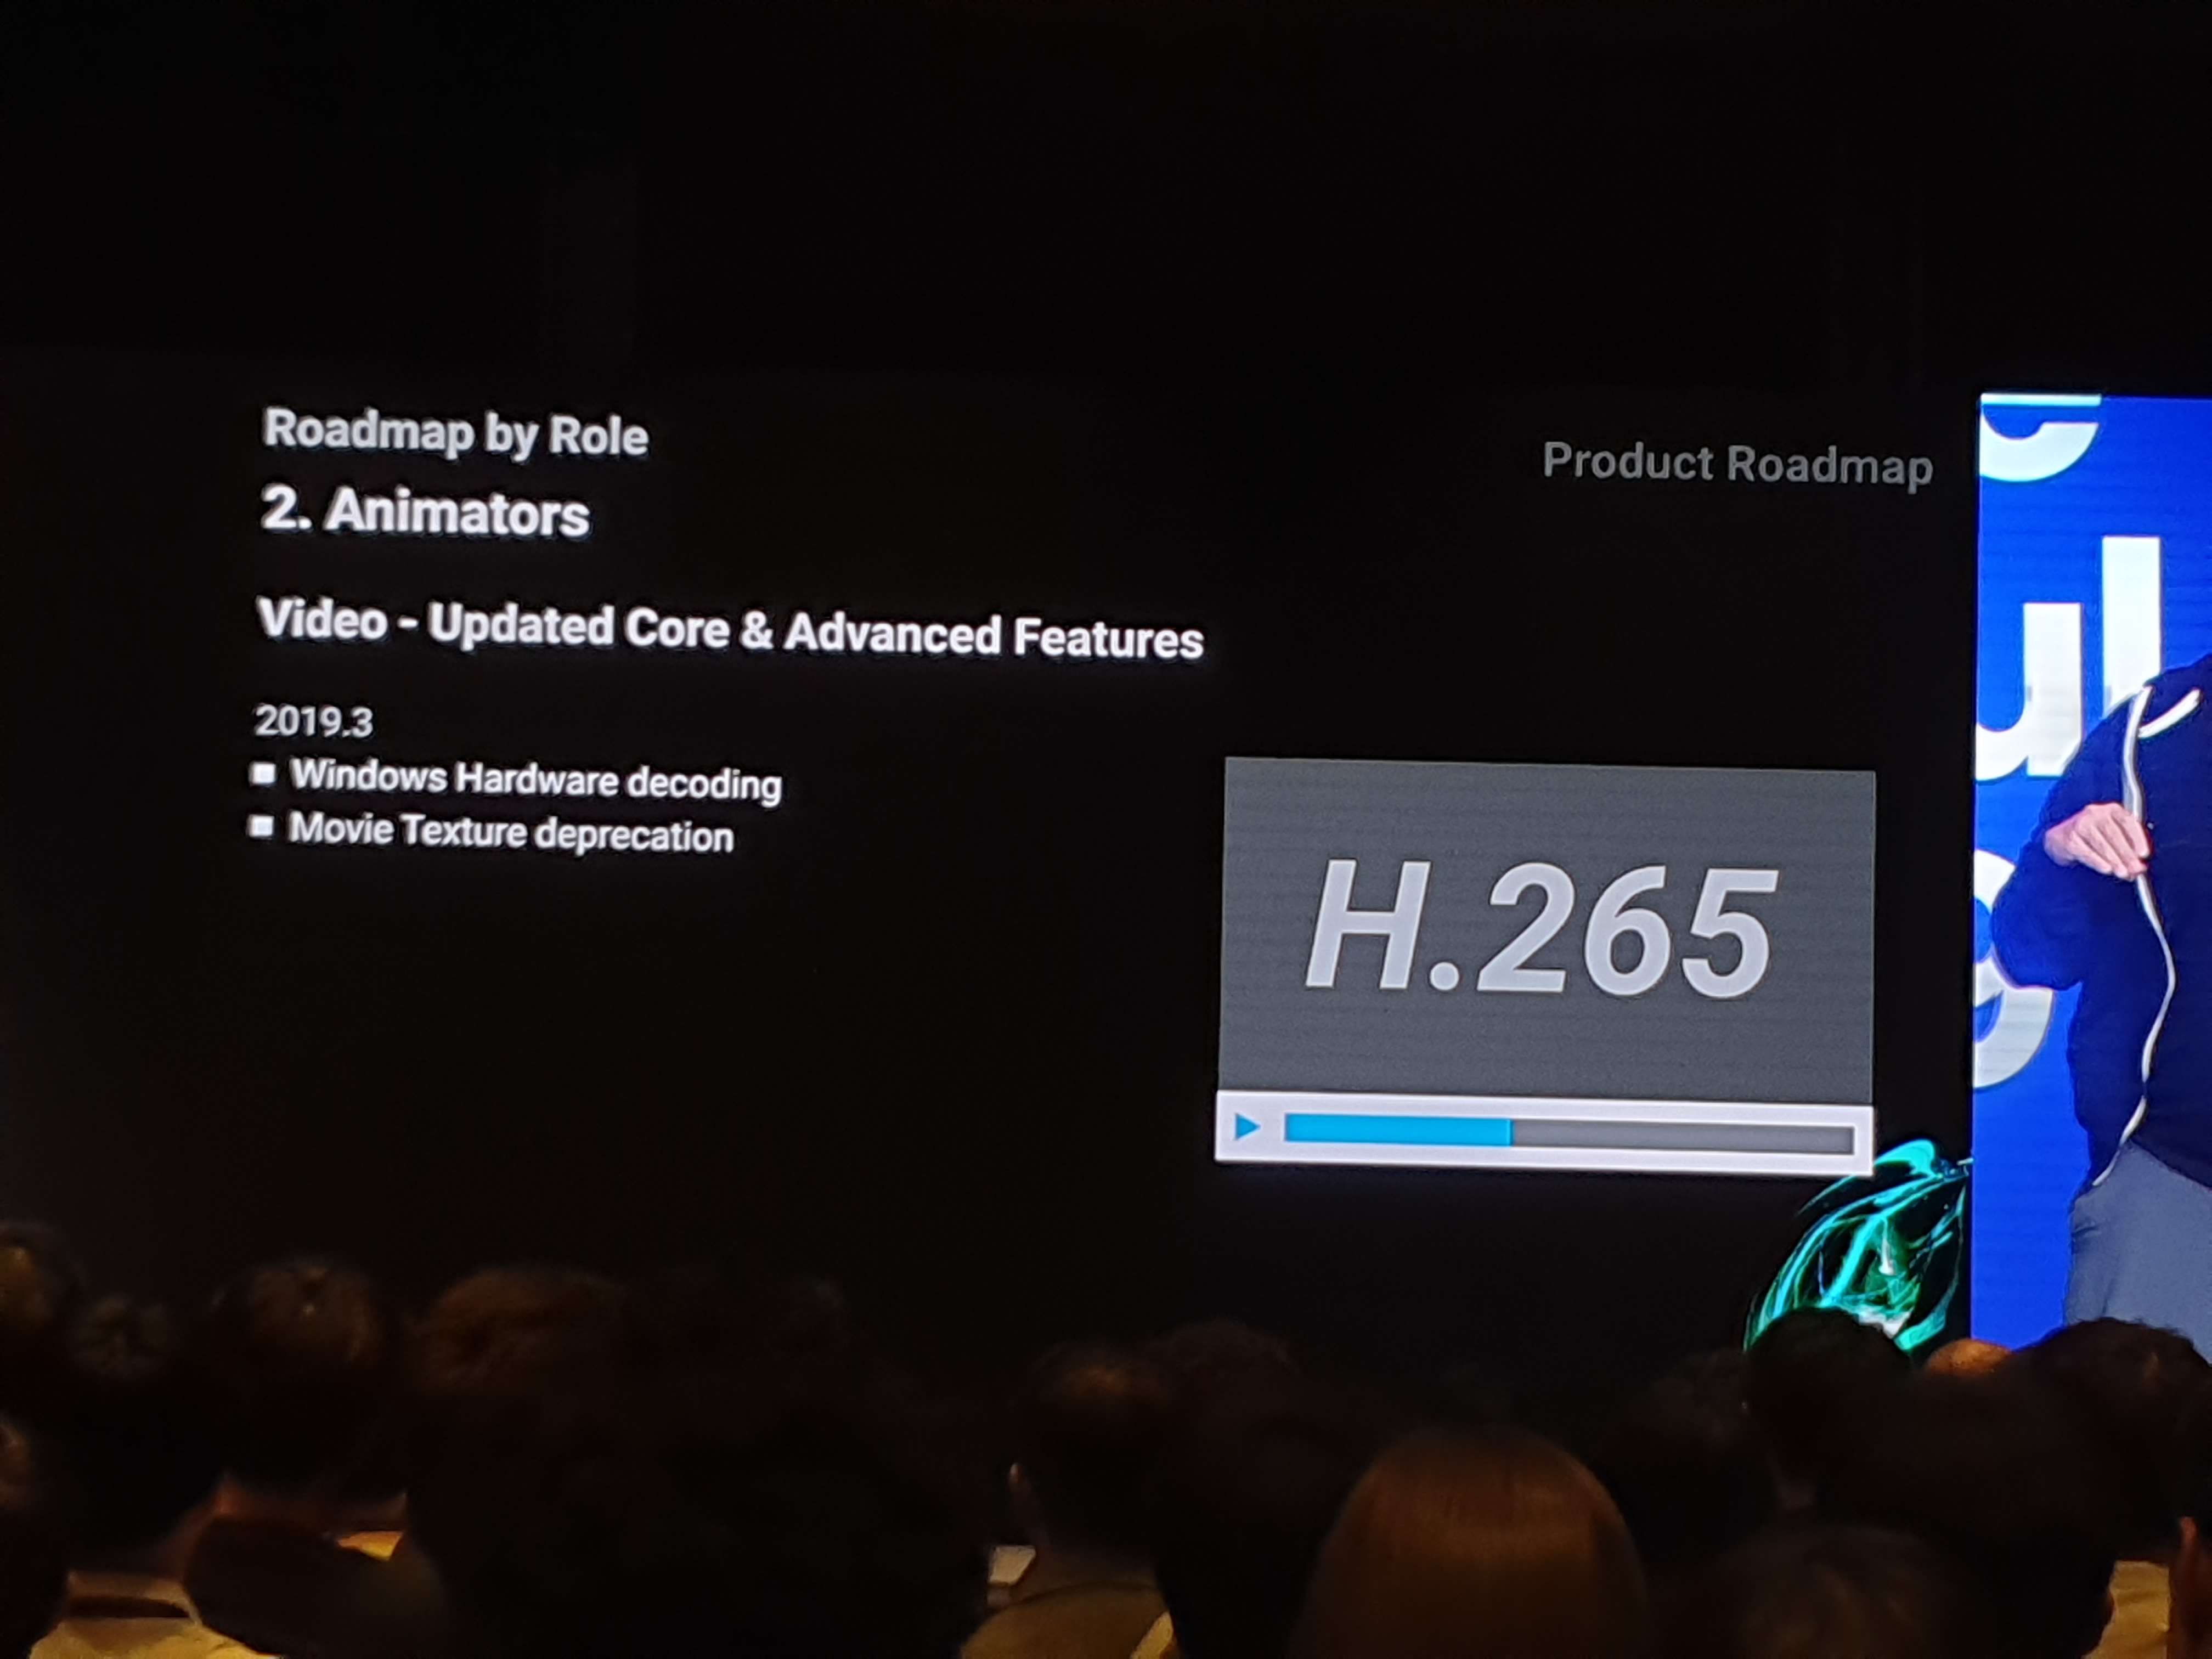 Roadmap by Role
2. Animators
Product Roadmap
Video - Updated Core & Advanced Features
2019.3
Windows Hardware decoding
Movie Texture deprecation
H.265